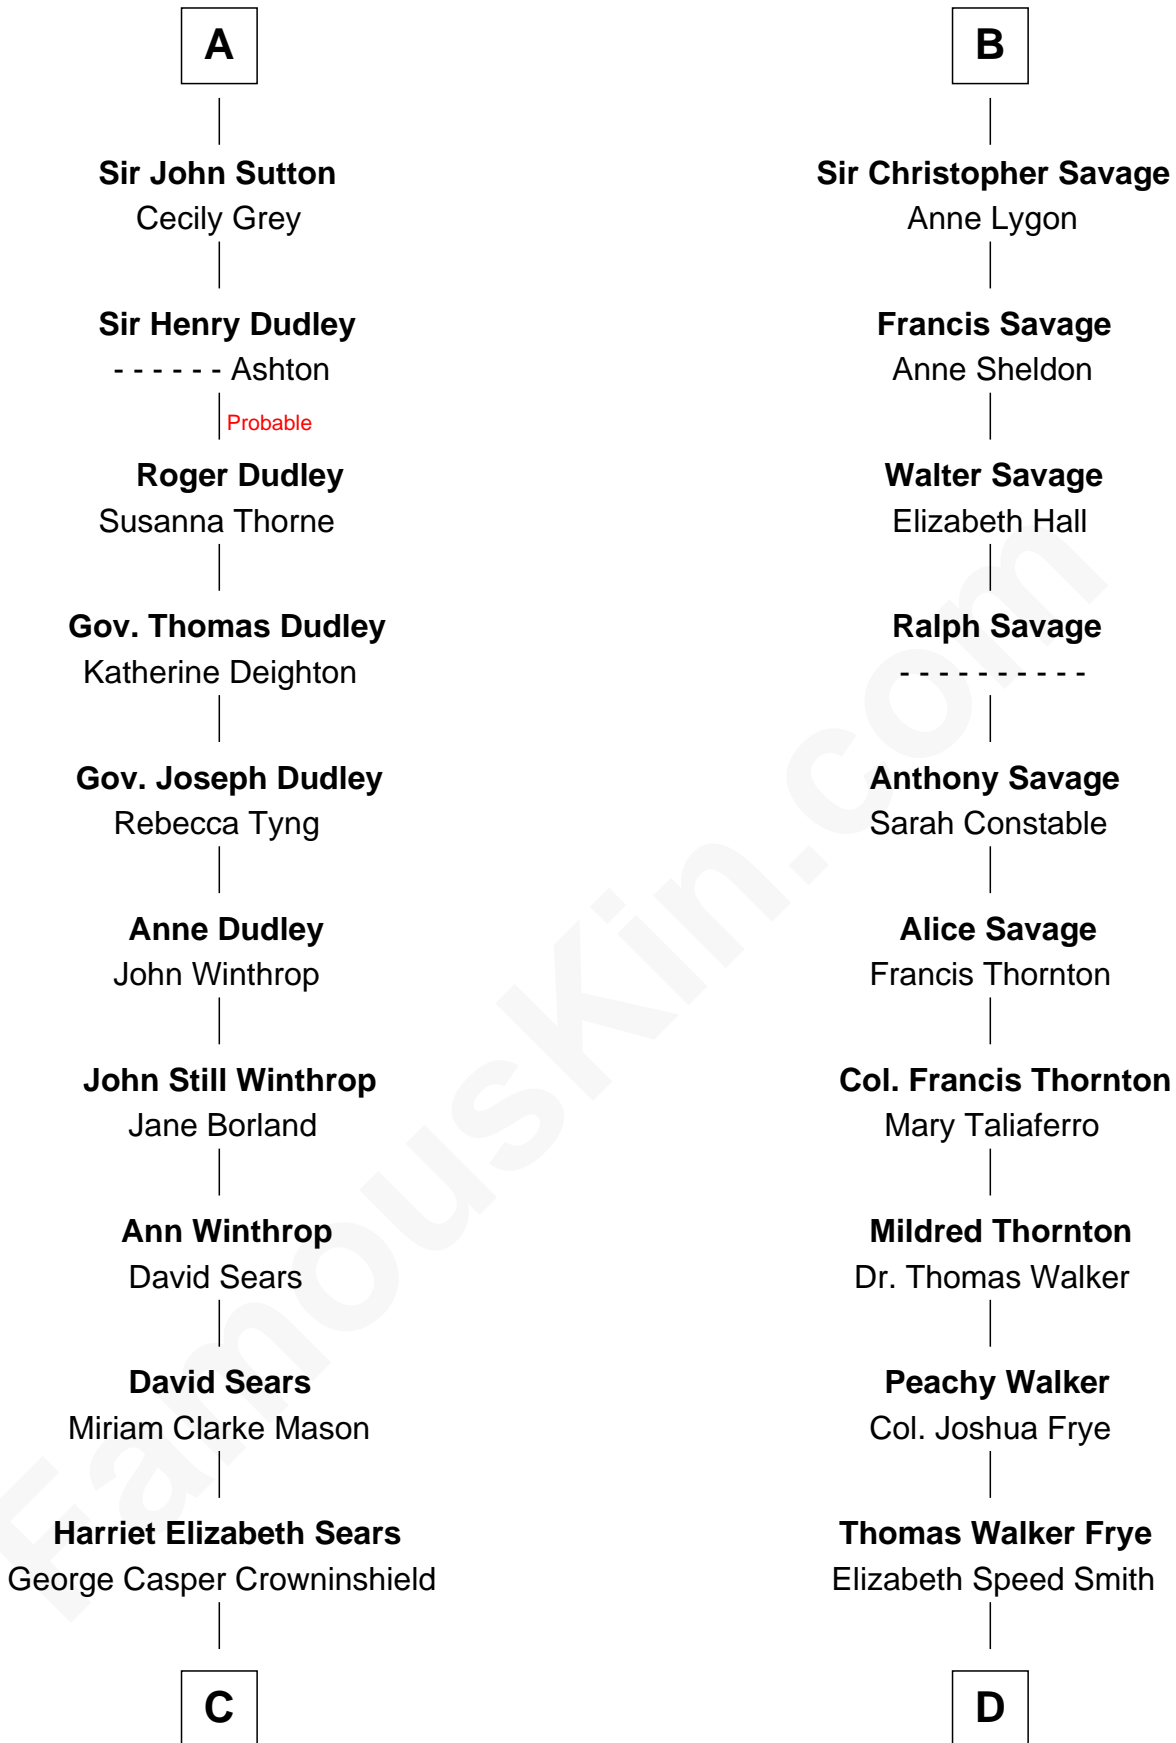 A
Sir John Sutton
Cecily Grey
Sir Henry Dudley
- - - - - - Ashton
Probable
Roger Dudley
Susanna Thorne
Gov. Thomas Dudley
Katherine Deighton
Gov. Joseph Dudley
Rebecca Tyng
Anne Dudley
John Winthrop
John Still Winthrop
Jane Borland
Ann Winthrop
David Sears
David Sears
Miriam Clarke Mason
Harriet Elizabeth Sears
George Casper Crowninshield
C
B
Sir Christopher Savage
Anne Lygon
Francis Savage
Anne Sheldon
Walter Savage
Elizabeth Hall
Ralph Savage
- - - - - - - - - -
Anthony Savage
Sarah Constable
Alice Savage
Francis Thornton
Col. Francis Thornton
Mary Taliaferro
Mildred Thornton
Dr. Thomas Walker
Peachy Walker
Col. Joshua Frye
Thomas Walker Frye
Elizabeth Speed Smith
D
FamousKin.com